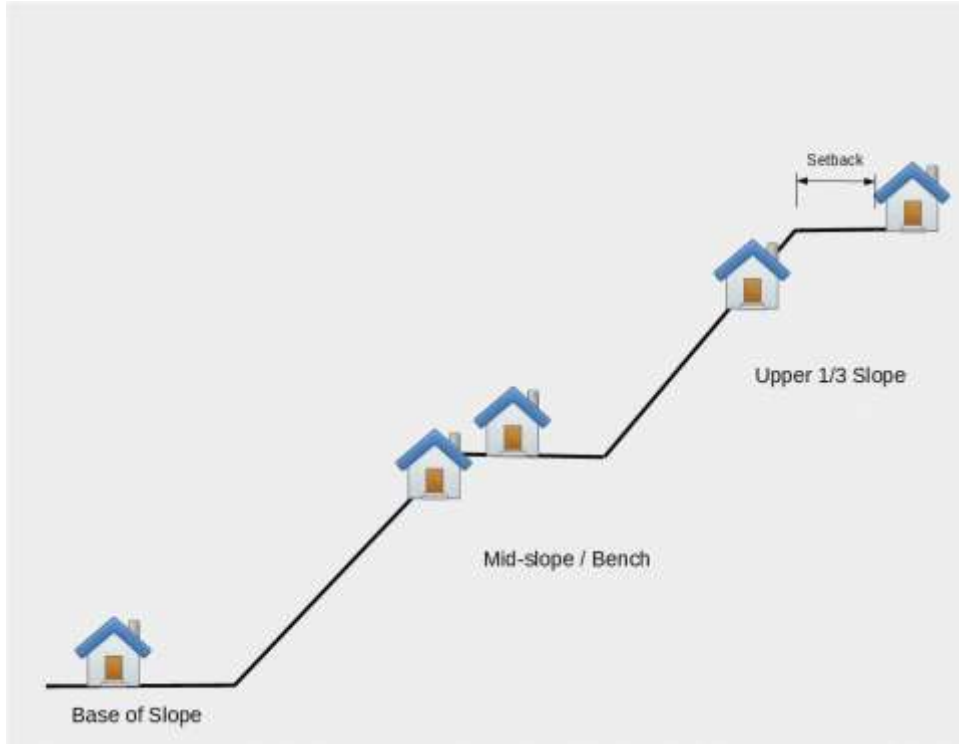 Setback
Upper 1/3 Slope
Mid-slope / Bench
Base of Slope